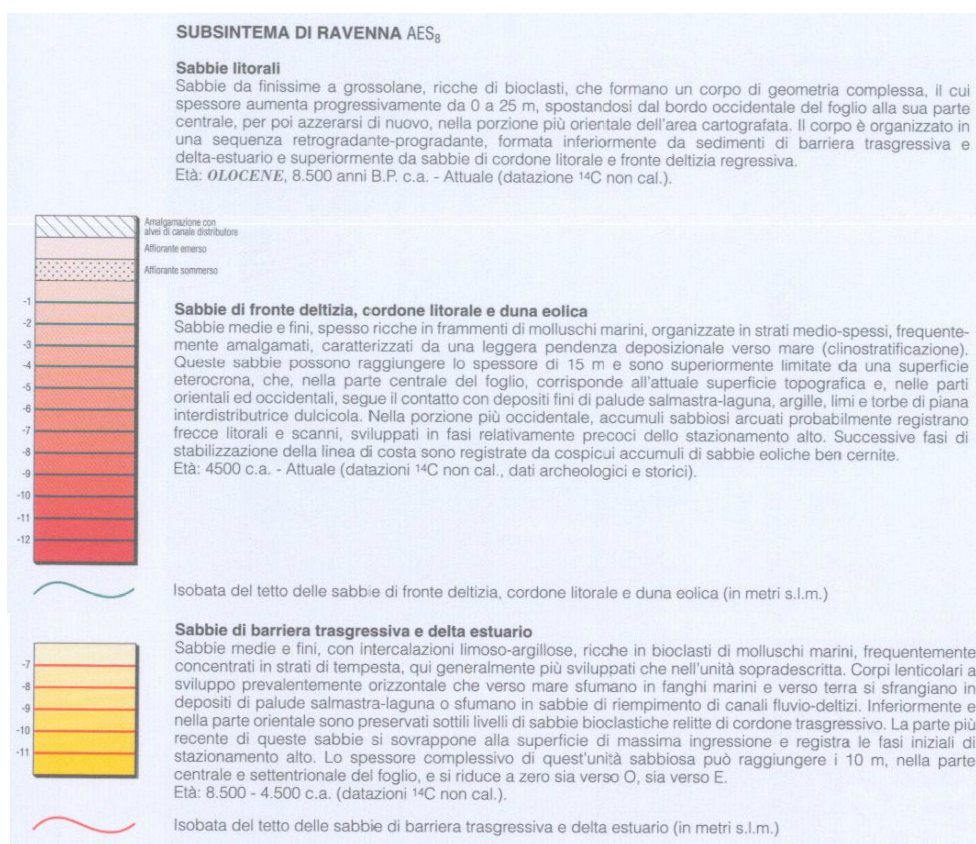 SUBSINTEMA DI RAVENNA AES8
Sabbie litorali
Sabbie da finissime a grossolane, ricche di bioclasti, che formano un corpo di geometria complessa, il cui
spessore aumenta progressivamente da 0 a 25 m, spostandosi dal bordo occidentale del foglio alla sua parte
centrale, per poi azzerarsi di nuovo, nella porzione più orientale dell'area cartografata. Il corpo è organizzato in
una sequenza retrogradante-progradante, formata inferiormente da sedimenti di barriera trasgressiva e
delta-estuario e superiormente da sabbie di cordone litorale e fronte deltizia regressiva.
Età: OLOCENE, 8.500 anni B.P. c.a. - Attuale (datazione 14C non cal.).
Amalgamazione con
alvei di canale distributore
Affiorante emerso
Affiorante sommerso
-1
-2
-3
-4
-5
-6
-7
-8
-9
-10
-11
-12
Sabbie di fronte deltizia, cordone litorale e duna eolica
Sabbie medie e fini, spesso ricche in frammenti di molluschi marini, organizzate in strati medio-spessi, frequente-
mente amalgamati, caratterizzati da una leggera pendenza deposizionale verso mare (clinostratificazione).
Queste sabbie possono raggiungere lo spessore di 15 m e sono superiormente limitate da una superficie
eterocrona, che, nella parte centrale del foglio, corrisponde all'attuale superficie topografica e, nelle parti
orientali ed occidentali, segue il contatto con depositi fini di palude salmastra-laguna, argille, limi e torbe di piana
interdistributrice dulcicola. Nella porzione più occidentale, accumuli sabbiosi arcuati probabilmente registrano
frecce litorali e scanni, sviluppati in fasi relativamente precoci dello stazionamento alto. Successive fasi di
stabilizzazione della linea di costa sono registrate da cospicui accumuli di sabbie eoliche ben cernite.
Età: 4500 c.a. - Attuale (datazioni 14C non cal., dati archeologici e storici).
Isobata del tetto delle sabbie di fronte deltizia, cordone litorale e duna eolica (in metri s.l.m.)
Sabbie di barriera trasgressiva e delta estuario
Sabbie medie e fini, con intercalazioni limoso-argillose, ricche in bioclasti di molluschi marini, frequentemente
concentrati in strati di tempesta, qui generalmente più sviluppati che nell'unità sopradescritta. Corpi lenticolari a
sviluppo prevalentemente orizzontale che verso mare sfumano in fanghi marini e verso terra si sfrangiano in
depositi di palude salmastra-laguna o sfumano in sabbie di riempimento di canali fluvio-deltizi. Inferiormente e
nella parte orientale sono preservati sottili livelli di sabbie bioclastiche relitte di cordone trasgressivo. La parte più
recente di queste sabbie si sovrappone alla superficie di massima ingressione e registra le fasi iniziali di
stazionamento alto. Lo spessore complessivo di quest'unità sabbiosa può raggiungere i 10 m, nella parte
centrale e settentrionale del foglio, e si riduce a zero sia verso O, sia verso E.
Età: 8.500 - 4.500 c.a. (datazioni 14C non cal.).
-7
-8
-9
-10
-11
Isobata del tetto delle sabbie di barriera trasgressiva e delta estuario (in metri s.l.m.)